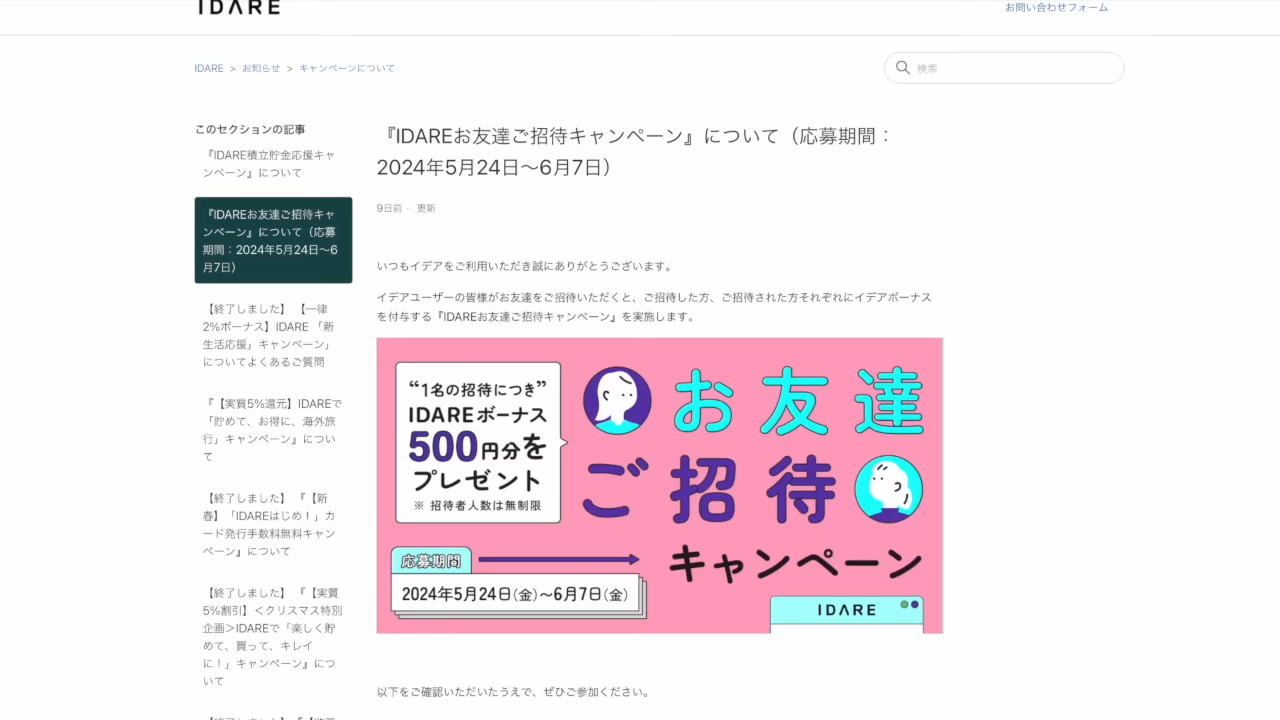 IDARE
お問い合わせフォーム
IDARE > お知らせ > キャンペーンについて
検索
このセクションの記事
『IDARE積立貯金応援キャ
ンペーン』について
『IDAREお友達ご招待キャ
ンペーン』について（応募
期間：2024年5月24日〜6
月7日）
【終了しました】 【一律
2%ボーナス】IDARE 「新
生活応援」キャンペーン」
についてよくあるご質問
『【実質5%還元】IDAREで
「貯めて、お得に、海外旅
行」キャンペーン』につい
て
【終了しました】 『【新
春】「IDAREはじめ！」カ
ード発行手数料無料キャン
ペーン』について
【終了しました】 『【実質
5%割引】＜クリスマス特別
企画＞IDAREで「楽しく貯
めて、買って、キレイ
に！」キャンペーン』につ
いて
『IDAREお友達ご招待キャンペーン』について（応募期間：
2024年5月24日〜6月7日）
9日前 · 更新
いつもイデアをご利用いただき誠にありがとうございます。
イデアユーザーの皆様がお友達をご招待いただくと、ご招待した方、ご招待された方それぞれにイデアボーナス
を付与する『IDAREお友達ご招待キャンペーン』を実施します。
“1名の招待につき”
IDAREボーナス
500円分を
プレゼント
※ 招待者人数は無制限
お友達
ご招待
キャンペーン
応募期間
2024年5月24日(金)〜6月7日(金)
IDARE
以下をご確認いただいたうえで、ぜひご参加ください。